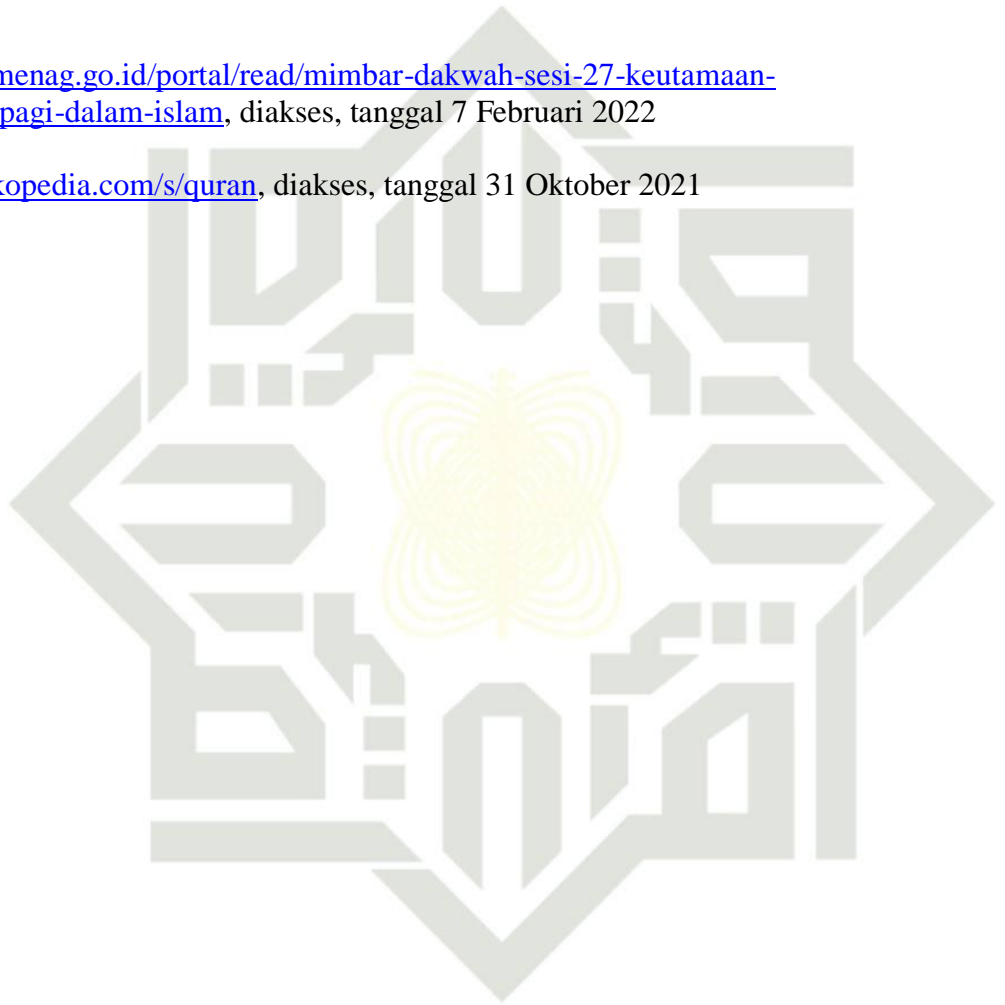 menag.go.id/portal/read/mimbar-dakwah-sesi-27-keutamaan-
pagi-dalam-islam, diakses, tanggal 7 Februari 2022
kopedia.com/s/quran, diakses, tanggal 31 Oktober 2021